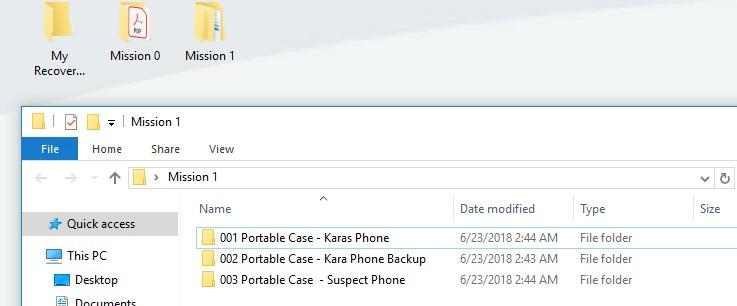 My
Recover...
Mission 0
Mission 1
PDF
Mission 1
File Home Share View
Mission 1
Name Date modified Type Size
Quick access
This PC
Desktop
Documents
001 Portable Case - Karas Phone 6/23/2018 2:44 AM File folder
002 Portable Case - Kara Phone Backup 6/23/2018 2:43 AM File folder
003 Portable Case  - Suspect Phone 6/23/2018 2:44 AM File folder